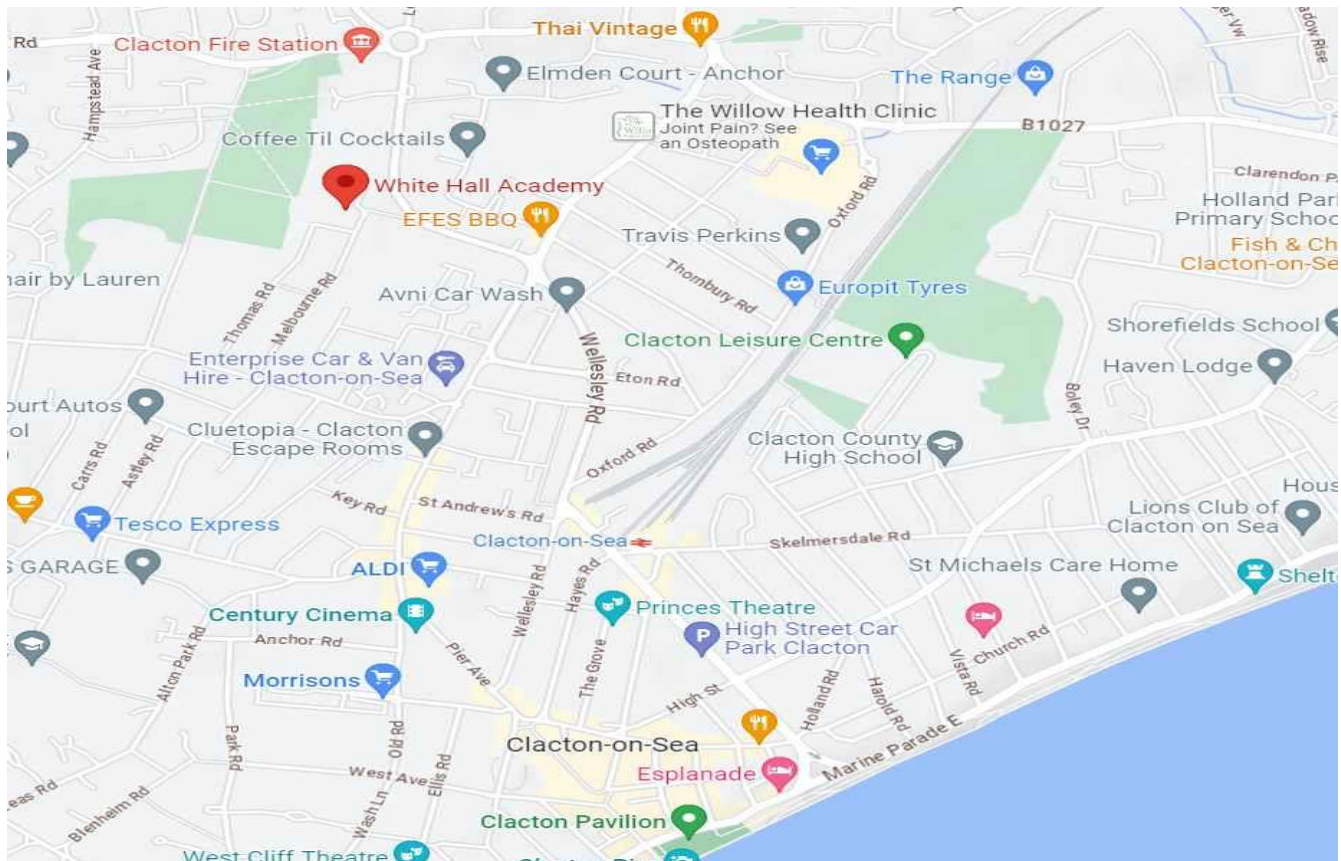 Rd
Clacton Fire Station
Thai Vintage
Hampstead Ave
Elmden Court - Anchor
The Range
The Willow Health Clinic
Joint Pain? See
an Osteopath
B1027
Coffee Til Cocktails
Clarendon
White Hall Academy
Oxford Rd
Holland
Primary
EFES BBQ
Travis Perkins
Fish &
Clacton-on-
hair by Lauren
Thornbury Rd
Thomas Rd
Melbourne Rd
Avni Car Wash
Europit Tyres
Wellesley Rd
Clacton Leisure Centre
Shorefields School
Enterprise Car & Van
Hire - Clacton-on-Sea
Eton Rd
Haven Lodge
Boley Dr
ourt Autos
ol
Cluetopia - Clacton
Escape Rooms
Clacton County
High School
Carrs Rd
Astley Rd
Oxford Rd
Key Rd
St Andrew's Rd
Lions Club of
Clacton on Sea
Tesco Express
Clacton-on-Sea
Skelmersdale Rd
S GARAGE
ALDI
St Michaels Care Home
Wellesley Rd
Hayes Rd
Century Cinema
Princes Theatre
Anchor Rd
High Street Car
Park Clacton
Church Rd
Alton Park Rd
Pier Ave
The Grove
Vista Rd
Morrisons
High St
Holland Rd
Harold Rd
Park Rd
Old Rd
Clacton-on-Sea
Marine Parade E
West Ave
Ellis Rd
Esplanade
eas Rd
Blenheim Rd
Wash Ln
Clacton Pavilion
West Cliff Theatre